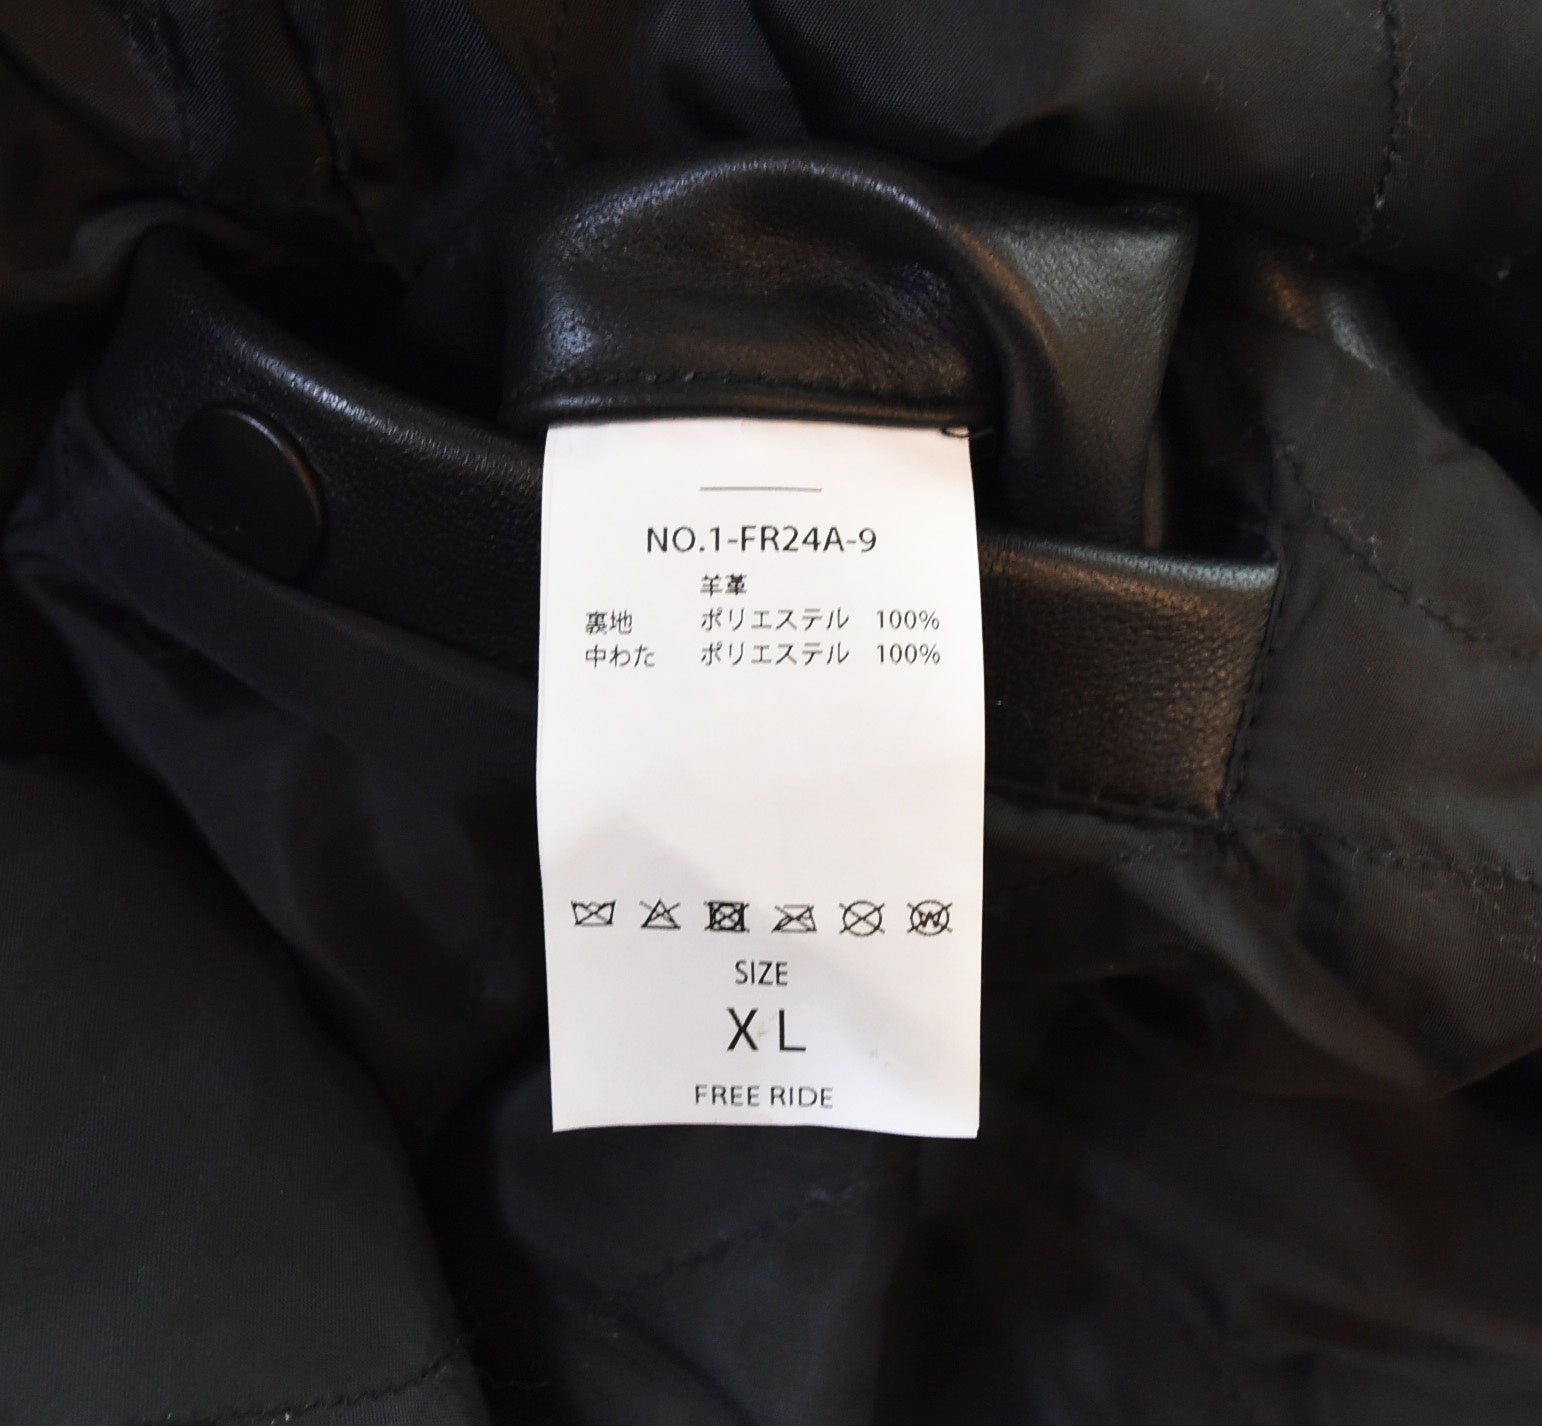 NO.1-FR24A-9
羊革
裏地 ポリエステル 100%
中わた ポリエステル 100%
W
SIZE
XL
FREE RIDE